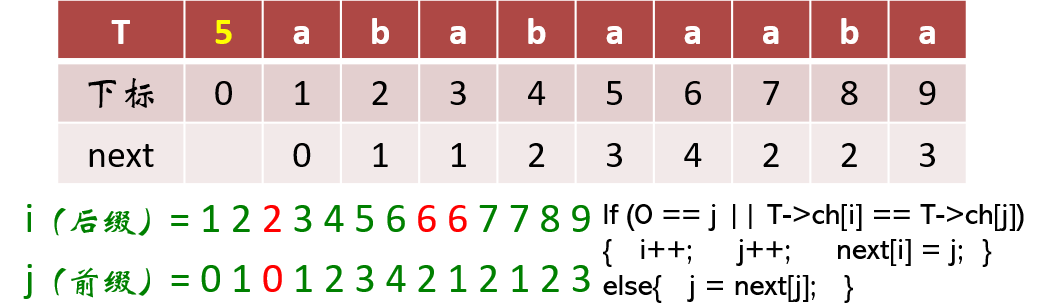 T 5 a b a b a a a b a
下标 0 1 2 3 4 5 6 7 8 9
next 0 1 1 2 3 4 2 2 3
i（后缀）= 1 2 2 3 4 5 6 6 6 7 7 8 9
j（前缀）= 0 1 0 1 2 3 4 2 1 2 1 2 3
If (0 == j || T->ch[i] == T->ch[j])
{ i++; j++; next[i] = j; }
else{ j = next[j]; }